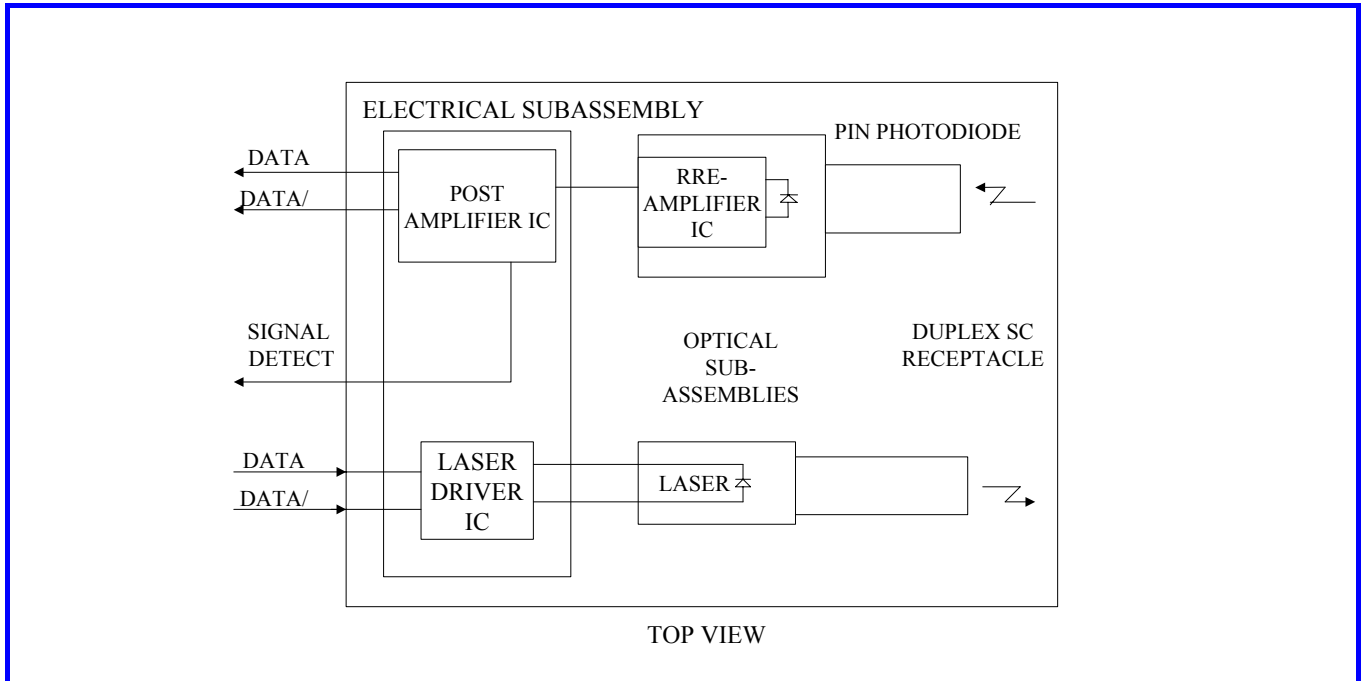 ELECTRICAL SUBASSEMBLY
PIN PHOTODIODE
DATA
DATA/
POST
AMPLIFIER IC
RRE-
AMPLIFIER
IC
SIGNAL
DETECT
OPTICAL
SUB-
ASSEMBLIES
DUPLEX SC
RECEPTACLE
DATA
DATA/
LASER
DRIVER
IC
LASER
TOP VIEW